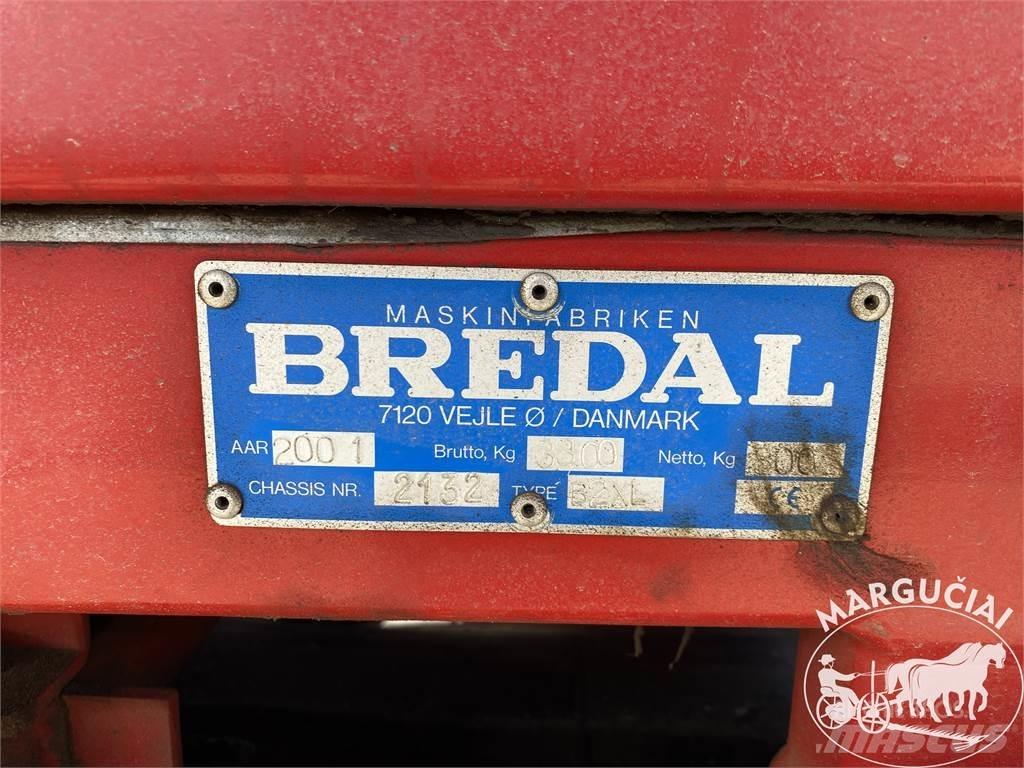 MASKINFABRIKEN
BREDAL
7120 VEJLE Ø / DANMARK
AAR 2001 Brutto, Kg 3300 Netto, Kg
CHASSIS NR. 2132 TYPE B2XL CE
MARGUČIAI
MASCUS